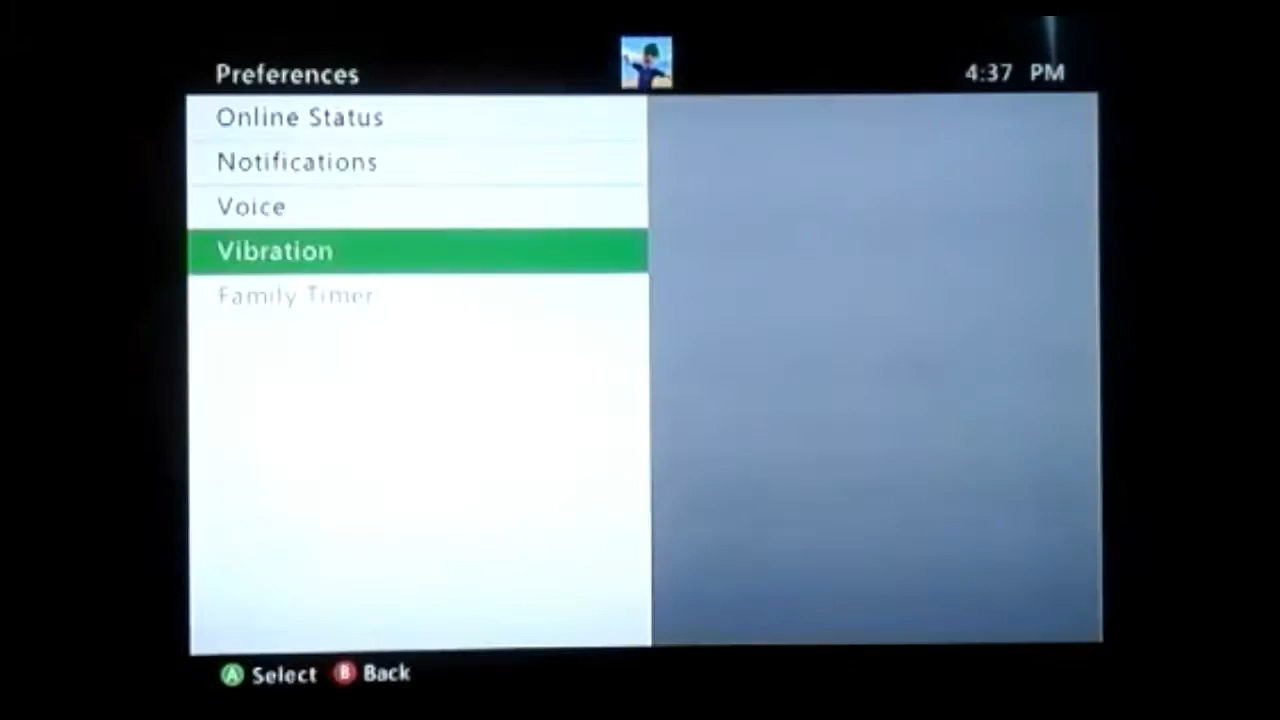 Preferences
4:37 PM
Online Status
Notifications
Voice
Vibration
Family Timer
A Select B Back